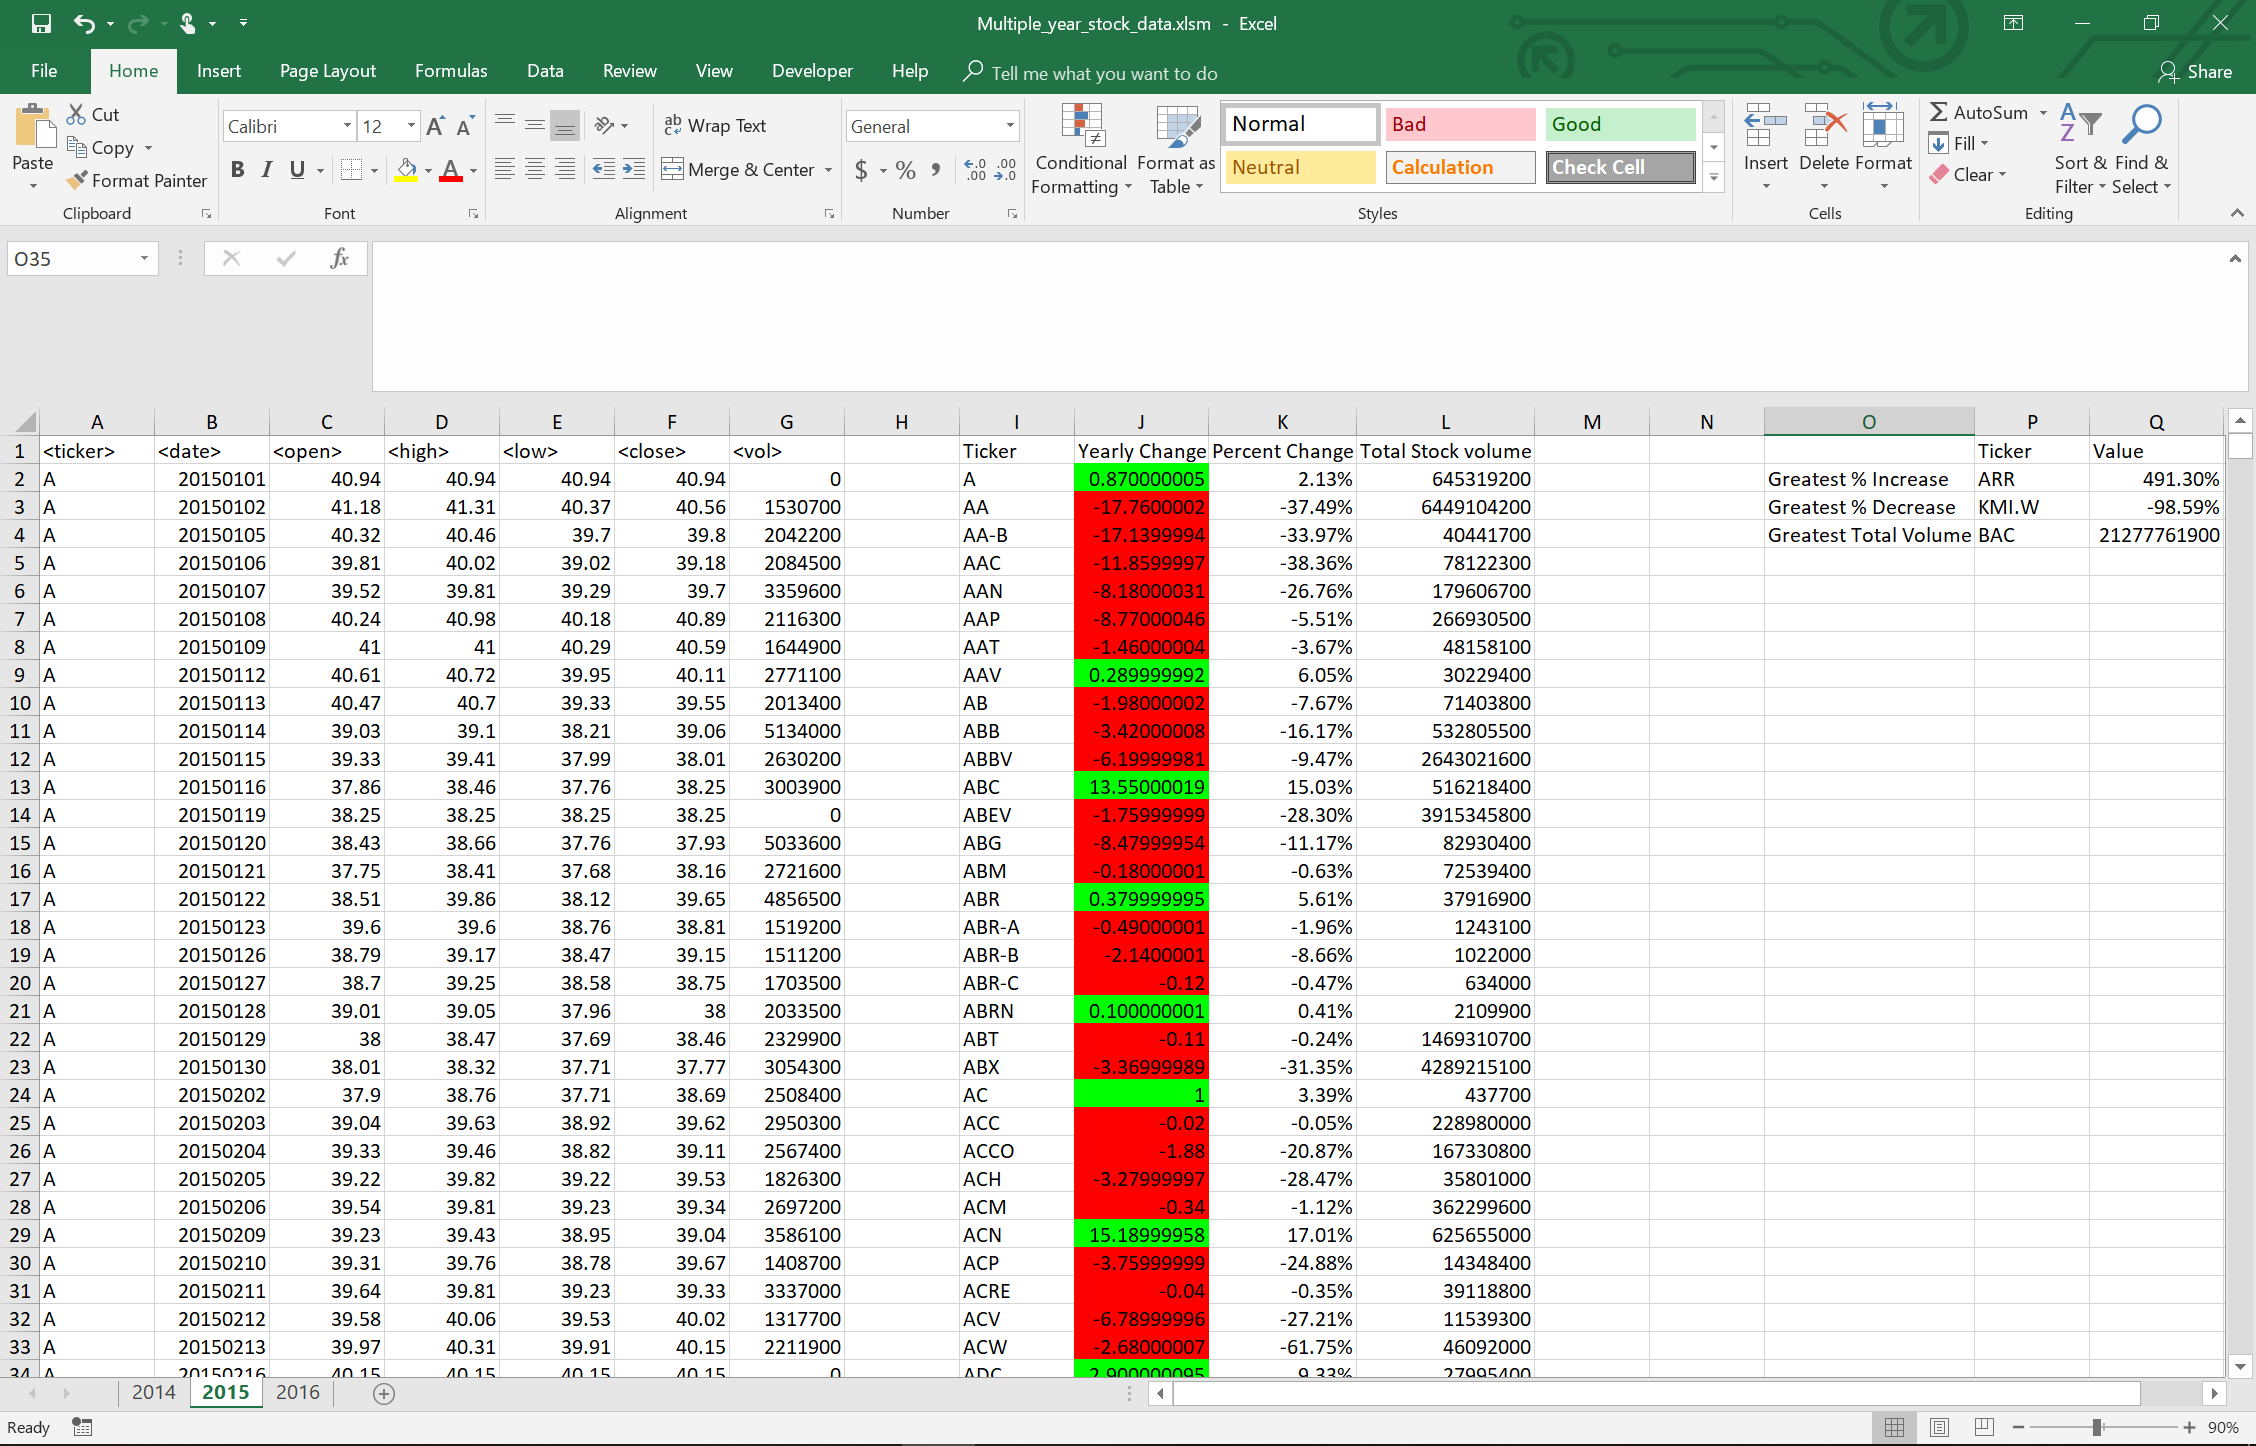 Multiple_year_stock_data.xlsm - Excel
File Home Insert Page Layout Formulas Data Review View Developer Help Tell me what you want to do Share
Paste Cut Copy Format Painter Clipboard
Calibri 12 A A B I U A Font
ab Wrap Text Merge & Center Alignment
General $ % , .0 .00 .00 .0 Number
Conditional Formatting Format as Table
Normal Bad Good
Neutral Calculation Check Cell
Styles
Insert Delete Format Cells
AutoSum Fill Clear Sort & Filter Find & Select Editing
O35 fx
A B C D E F G H I J K L M N O P Q
1 <ticker> <date> <open> <high> <low> <close> <vol> Ticker Yearly Change Percent Change Total Stock volume Ticker Value
2 A 20150101 40.94 40.94 40.94 40.94 0 A 0.870000005 2.13% 645319200 Greatest % Increase ARR 491.30%
3 A 20150102 41.18 41.31 40.37 40.56 1530700 AA -17.7600002 -37.49% 6449104200 Greatest % Decrease KMI.W -98.59%
4 A 20150105 40.32 40.46 39.7 39.8 2042200 AA-B -17.1399994 -33.97% 40441700 Greatest Total Volume BAC 21277761900
5 A 20150106 39.81 40.02 39.02 39.18 2084500 AAC -11.8599997 -38.36% 78122300
6 A 20150107 39.52 39.81 39.29 39.7 3359600 AAN -8.18000031 -26.76% 179606700
7 A 20150108 40.24 40.98 40.18 40.89 2116300 AAP -8.77000046 -5.51% 266930500
8 A 20150109 41 41 40.29 40.59 1644900 AAT -1.46000004 -3.67% 48158100
9 A 20150112 40.61 40.72 39.95 40.11 2771100 AAV 0.289999992 6.05% 30229400
10 A 20150113 40.47 40.7 39.33 39.55 2013400 AB -1.98000002 -7.67% 71403800
11 A 20150114 39.03 39.1 38.21 39.06 5134000 ABB -3.42000008 -16.17% 532805500
12 A 20150115 39.33 39.41 37.99 38.01 2630200 ABBV -6.19999981 -9.47% 2643021600
13 A 20150116 37.86 38.46 37.76 38.25 3003900 ABC 13.55000019 15.03% 516218400
14 A 20150119 38.25 38.25 38.25 38.25 0 ABEV -1.75999999 -28.30% 3915345800
15 A 20150120 38.43 38.66 37.76 37.93 5033600 ABG -8.47999954 -11.17% 82930400
16 A 20150121 37.75 38.41 37.68 38.16 2721600 ABM -0.18000001 -0.63% 72539400
17 A 20150122 38.51 39.86 38.12 39.65 4856500 ABR 0.379999995 5.61% 37916900
18 A 20150123 39.6 39.6 38.76 38.81 1519200 ABR-A -0.49000001 -1.96% 1243100
19 A 20150126 38.79 39.17 38.47 39.15 1511200 ABR-B -2.1400001 -8.66% 1022000
20 A 20150127 38.7 39.25 38.58 38.75 1703500 ABR-C -0.12 -0.47% 634000
21 A 20150128 39.01 39.05 37.96 38 2033500 ABRN 0.100000001 0.41% 2109900
22 A 20150129 38 38.47 37.69 38.46 2329900 ABT -0.11 -0.24% 1469310700
23 A 20150130 38.01 38.32 37.71 37.77 3054300 ABX -3.36999989 -31.35% 4289215100
24 A 20150202 37.9 38.76 37.71 38.69 2508400 AC 1 3.39% 437700
25 A 20150203 39.04 39.63 38.92 39.62 2950300 ACC -0.02 -0.05% 228980000
26 A 20150204 39.33 39.46 38.82 39.11 2567400 ACCO -1.88 -20.87% 167330800
27 A 20150205 39.22 39.82 39.22 39.53 1826300 ACH -3.27999997 -28.47% 35801000
28 A 20150206 39.54 39.81 39.23 39.34 2697200 ACM -0.34 -1.12% 362299600
29 A 20150209 39.23 39.43 38.95 39.04 3586100 ACN 15.18999958 17.01% 625655000
30 A 20150210 39.31 39.76 38.78 39.67 1408700 ACP -3.75999999 -24.88% 14348400
31 A 20150211 39.64 39.81 39.23 39.33 3337000 ACRE -0.04 -0.35% 39118800
32 A 20150212 39.58 40.06 39.53 40.02 1317700 ACV -6.78999996 -27.21% 11539300
33 A 20150213 39.97 40.31 39.91 40.15 2211900 ACW -2.68000007 -61.75% 46092000
34 A 20150216 40.15 40.15 40.15 40.15 0 ADC 2.900000095 9.33% 27995400
2014 2015 2016
Ready 90%